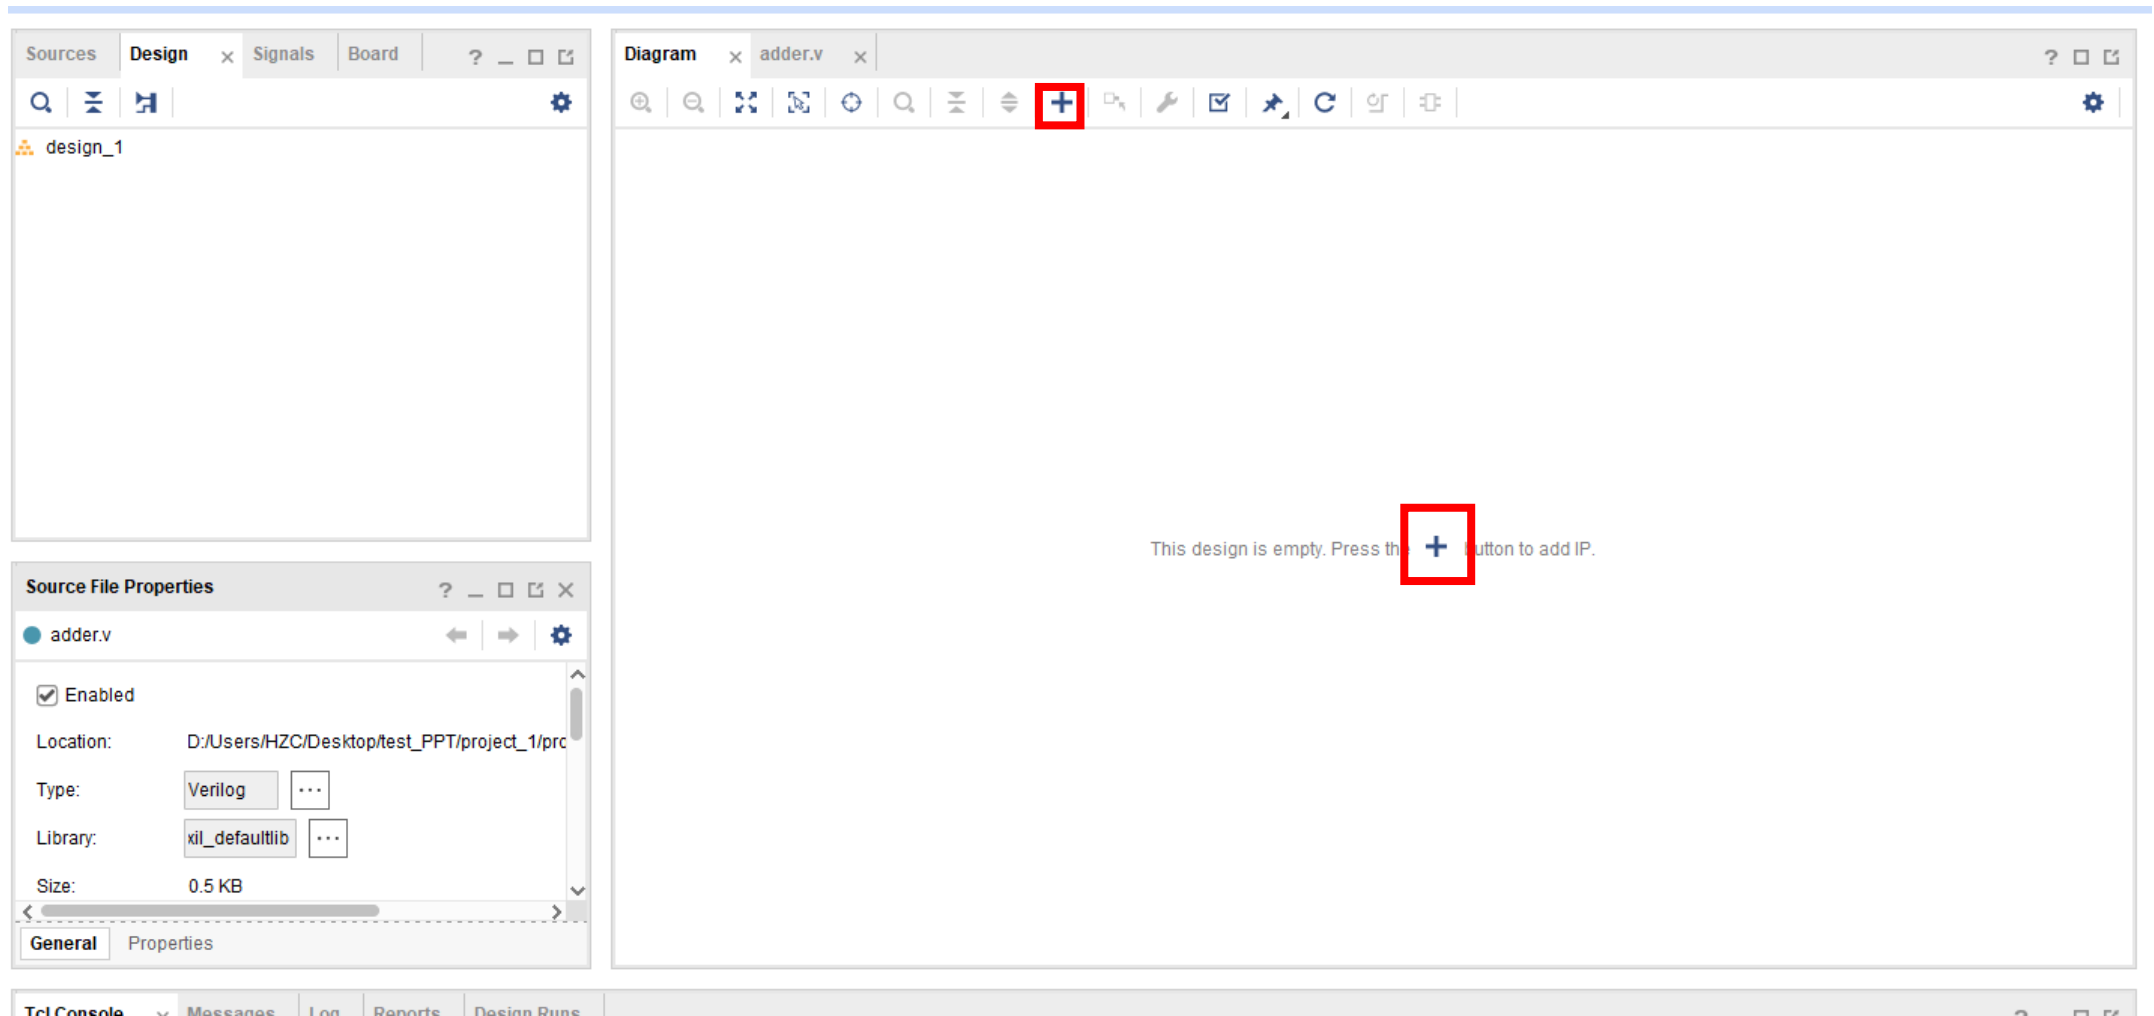 Sources Design Signals Board
Diagram adder.v
design_1
This design is empty. Press the button to add IP.
Source File Properties
adder.v
Enabled
Location: D:/Users/HZC/Desktop/test_PPT/project_1/prc
Type: Verilog
Library: xil_defaultlib
Size: 0.5 KB
General Properties
Tcl Console Messages Log Reports Design Runs